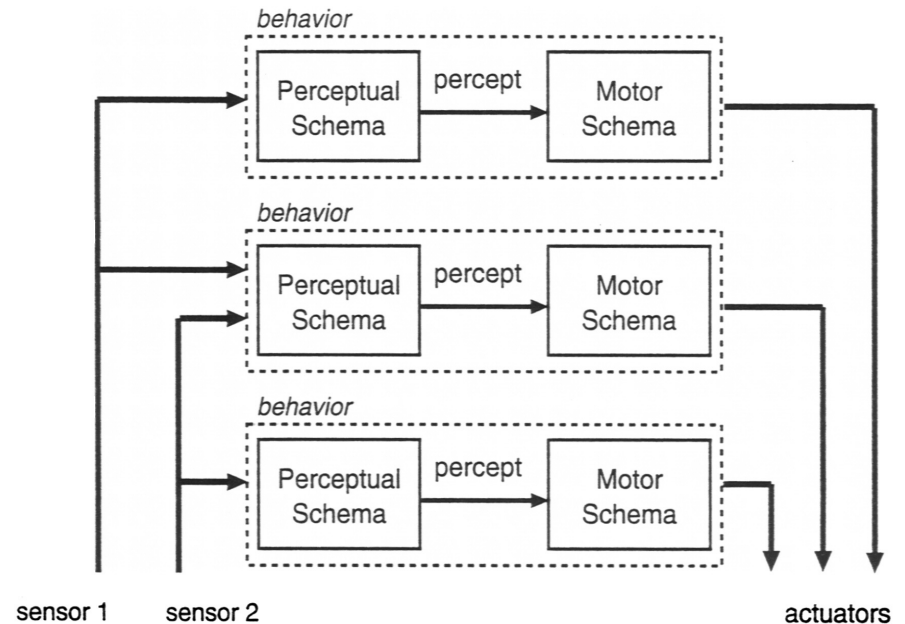 behavior
Perceptual
Schema
percept
Motor
Schema
behavior
Perceptual
Schema
percept
Motor
Schema
behavior
Perceptual
Schema
percept
Motor
Schema
sensor 1
sensor 2
actuators